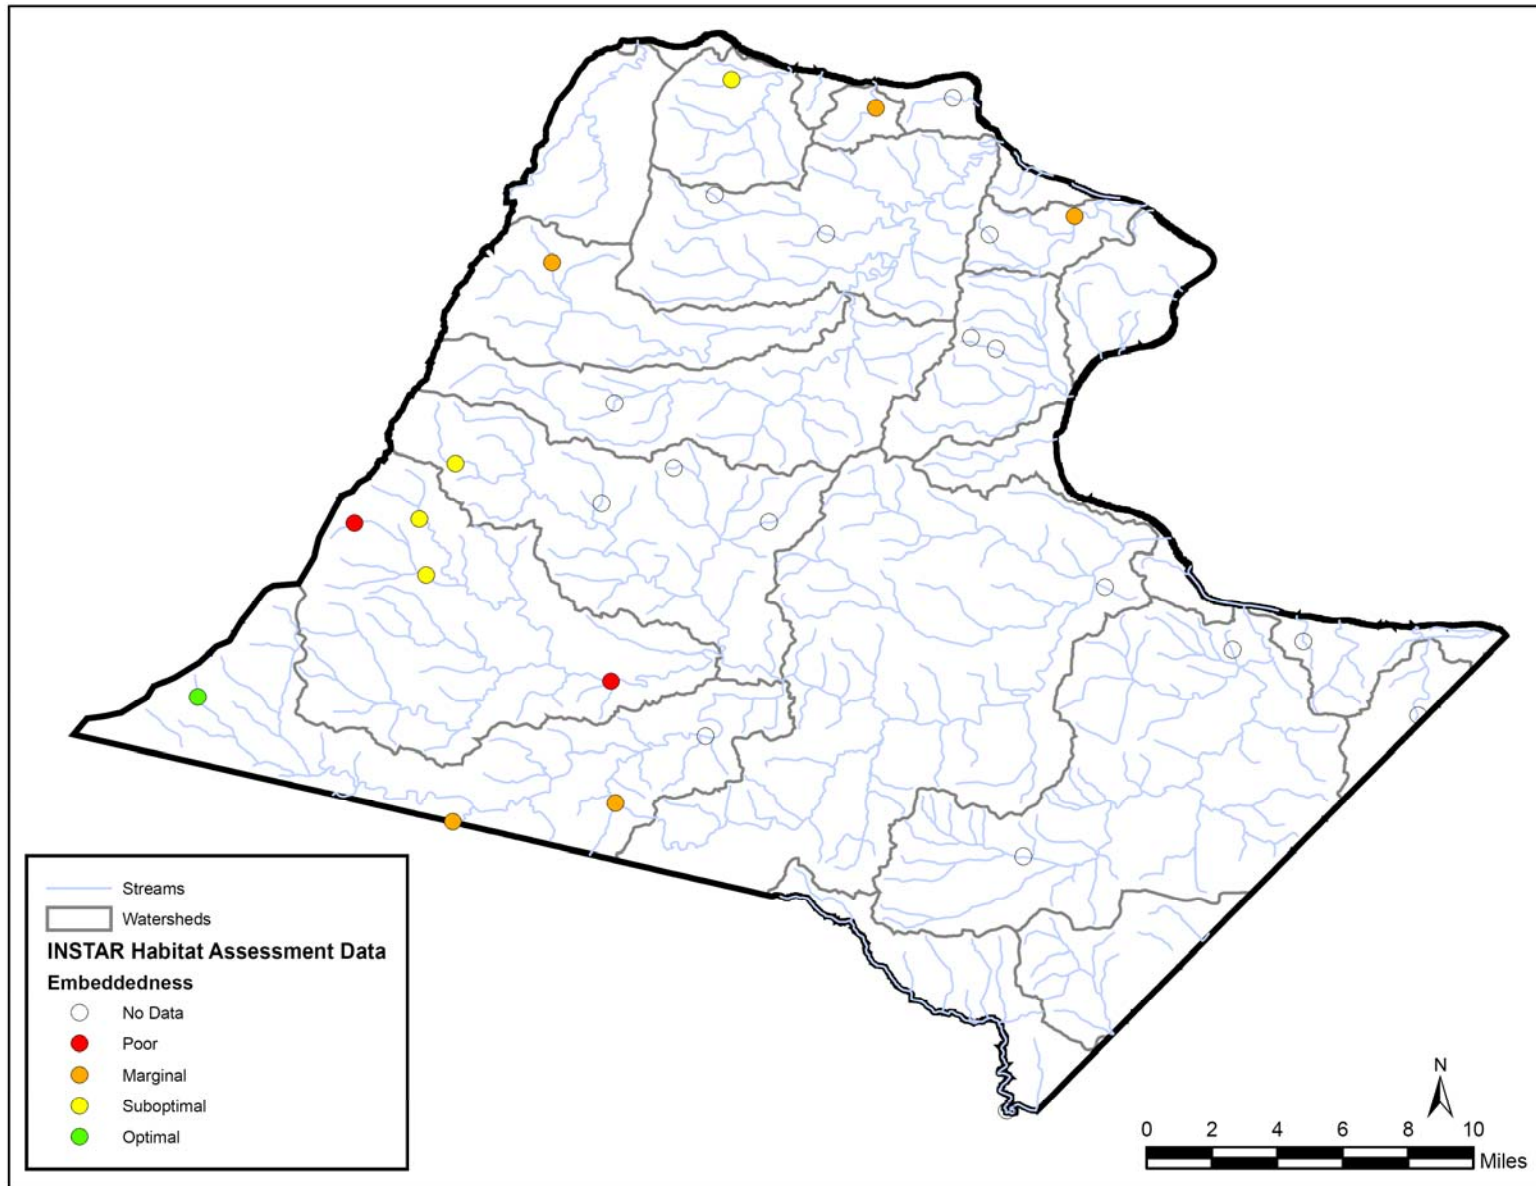 Streams
Watersheds
INSTAR Habitat Assessment Data
Embeddedness
No Data
Poor
Marginal
Suboptimal
Optimal
N
0 2 4 6 8 10
Miles